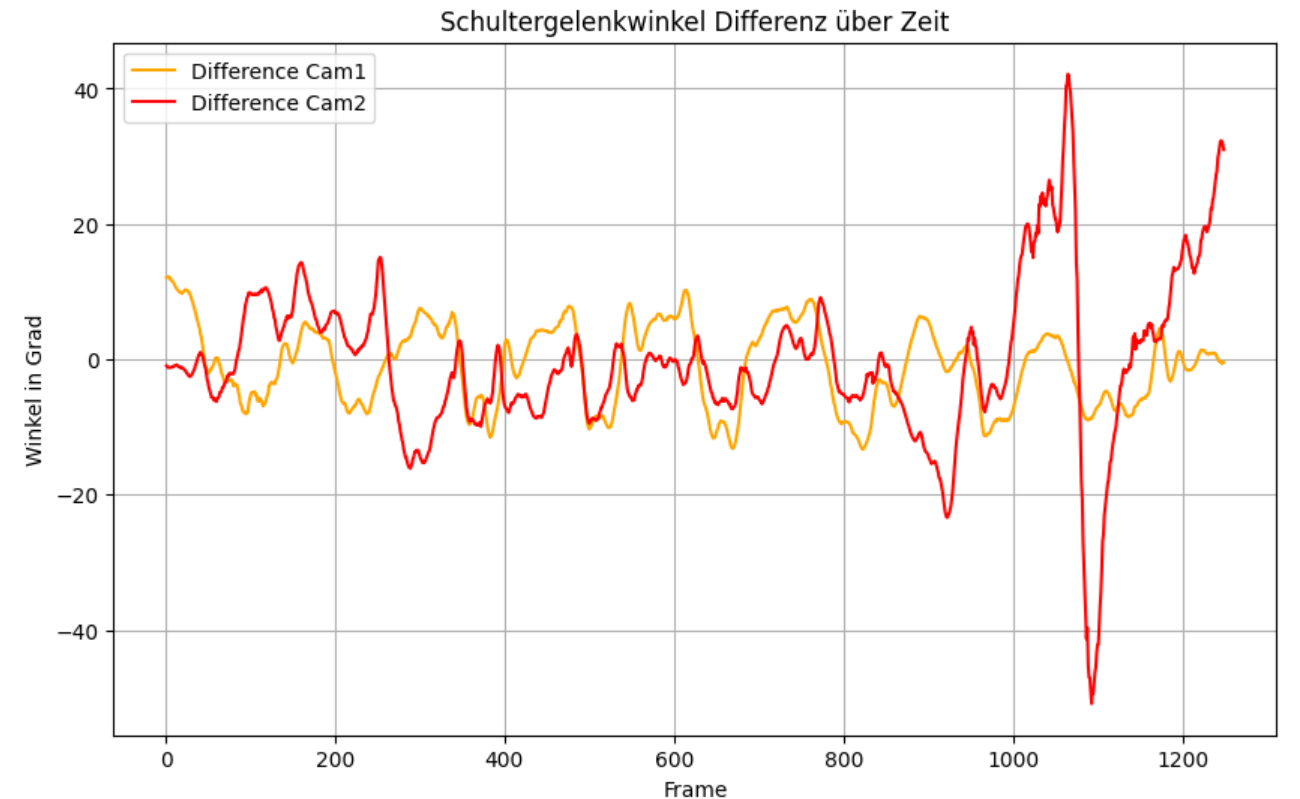 Schultergelenkwinkel Differenz über Zeit
Difference Cam1
Difference Cam2
Winkel in Grad
40
20
0
−20
−40
0 200 400 600 800 1000 1200
Frame